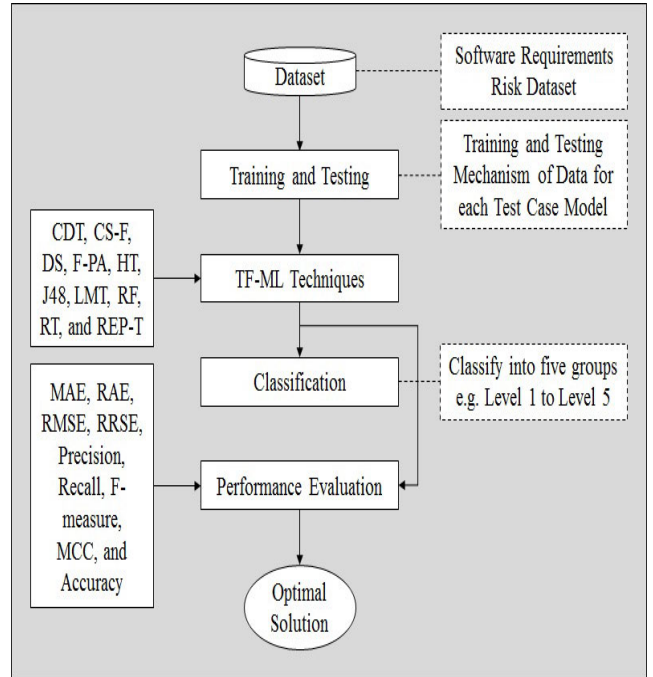 Dataset
Software Requirements
Risk Dataset
Training and Testing
Training and Testing
Mechanism of Data for
each Test Case Model
CDT, CS-F,
DS, F-PA, HT,
J48, LMT, RF,
RT, and REP-T
TF-ML Techniques
Classification
Classify into five groups
e.g. Level 1 to Level 5
MAE, RAE,
RMSE, RRSE,
Precision,
Recall, F-
measure,
MCC, and
Accuracy
Performance Evaluation
Optimal
Solution